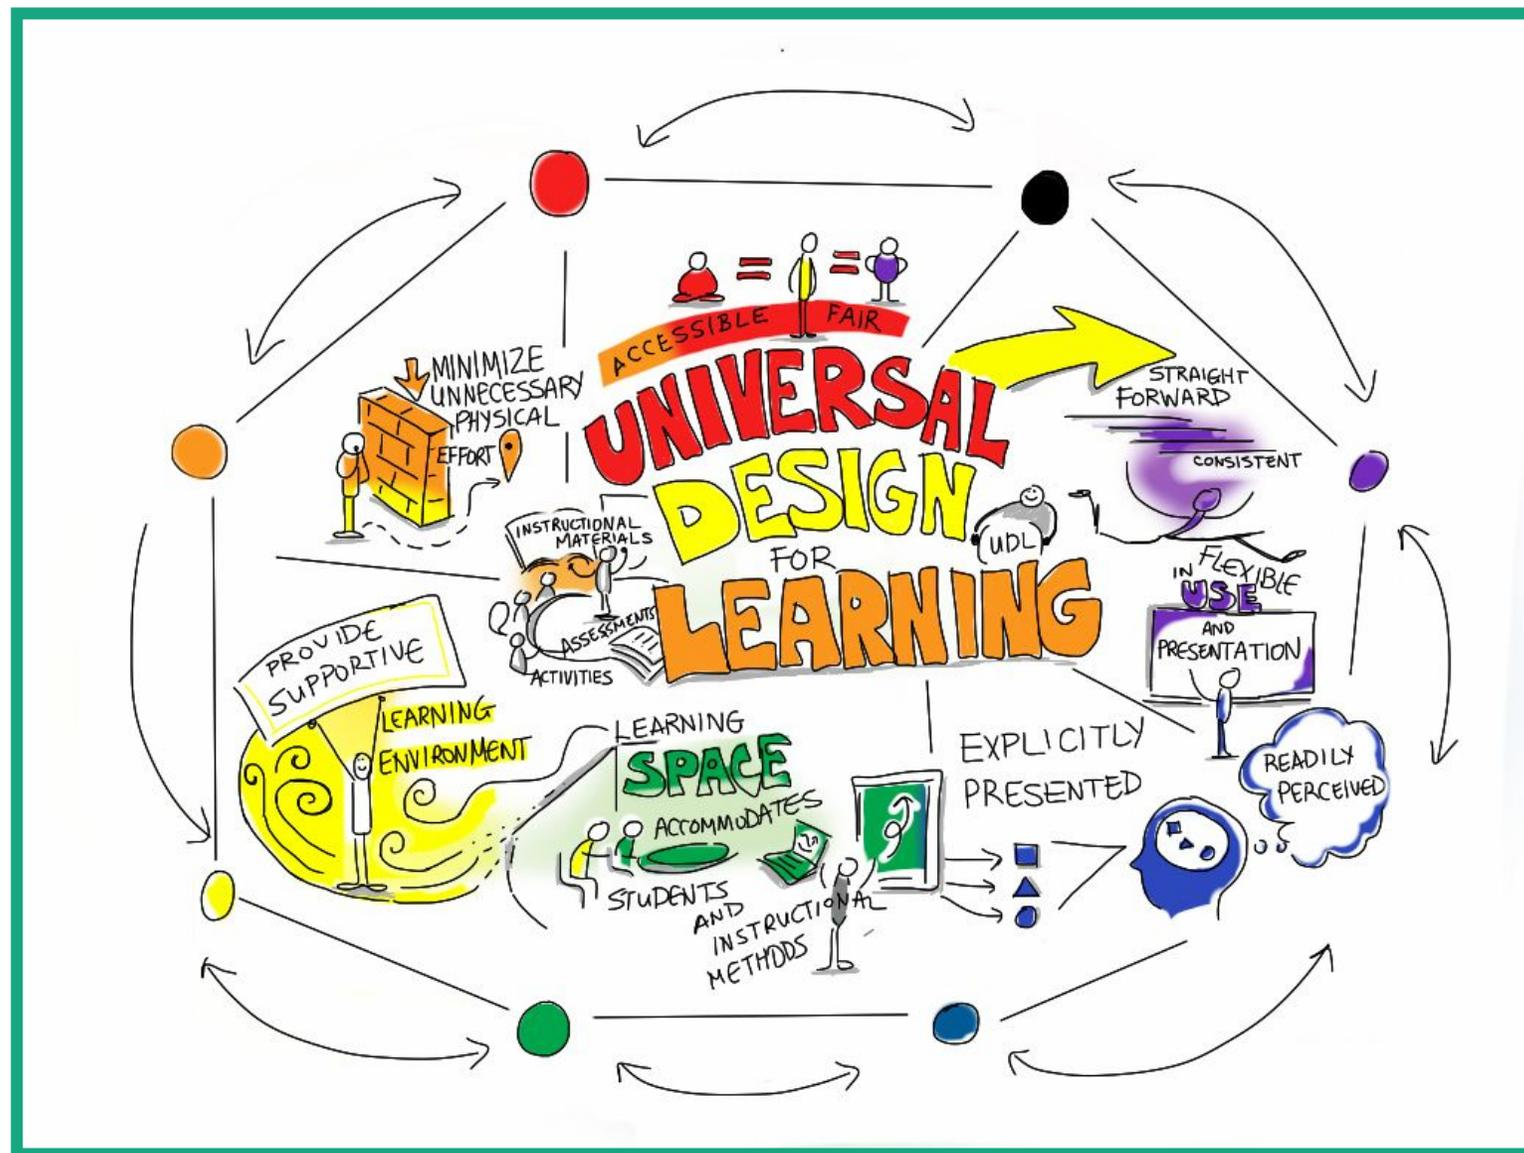 ACCESSIBLE FAIR
UNIVERSAL
DESIGN
FOR
LEARNING
UDL
STRAIGHT
FORWARD
CONSISTENT
FLEXIBLE
IN USE
AND
PRESENTATION
READILY
PERCEIVED
EXPLICITLY
PRESENTED
LEARNING
SPACE
ACCOMMODATES
STUDENTS
AND
INSTRUCTIONAL
METHODS
PROVIDE
SUPPORTIVE
LEARNING
ENVIRONMENT
MINIMIZE
UNNECESSARY
PHYSICAL
EFFORT
INSTRUCTIONAL
MATERIALS
ASSESSMENTS
ACTIVITIES